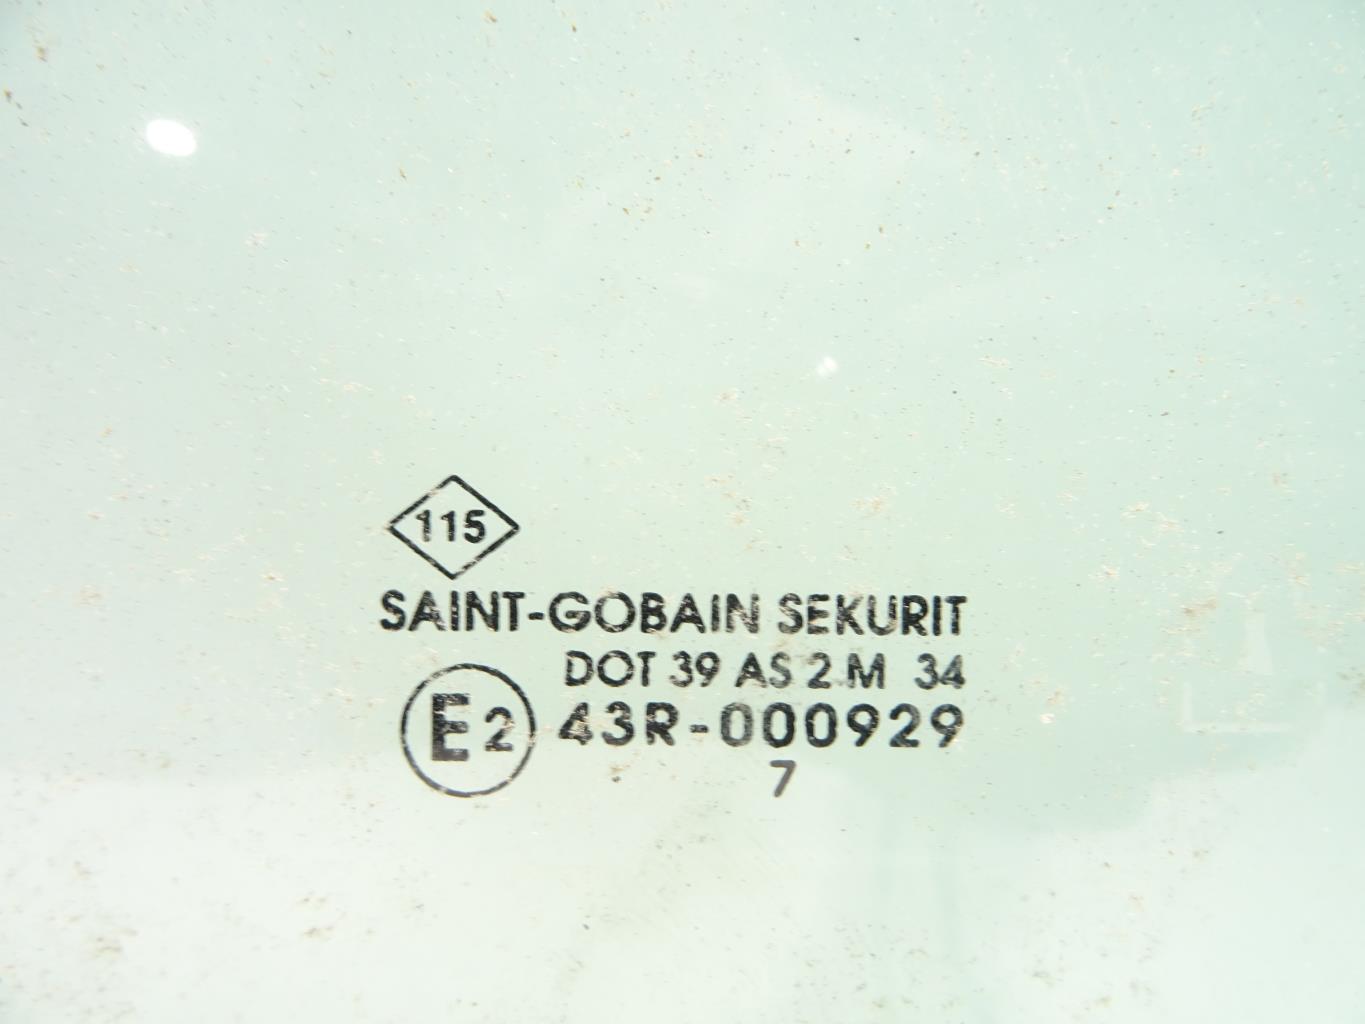 115
SAINT-GOBAIN SEKURIT
DOT 39 AS 2 M 34
E2 43R-000929
7